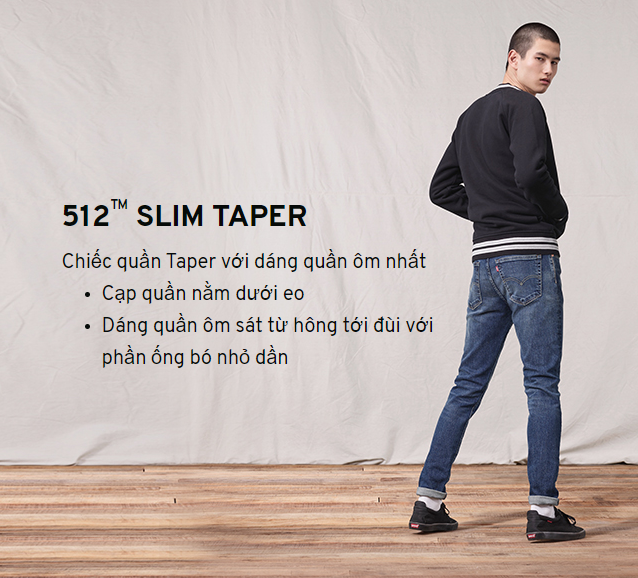 512™ SLIM TAPER
Chiếc quần Taper với dáng quần ôm nhất
• Cạp quần nằm dưới eo
• Dáng quần ôm sát từ hông tới đùi với
phần ống bó nhỏ dần